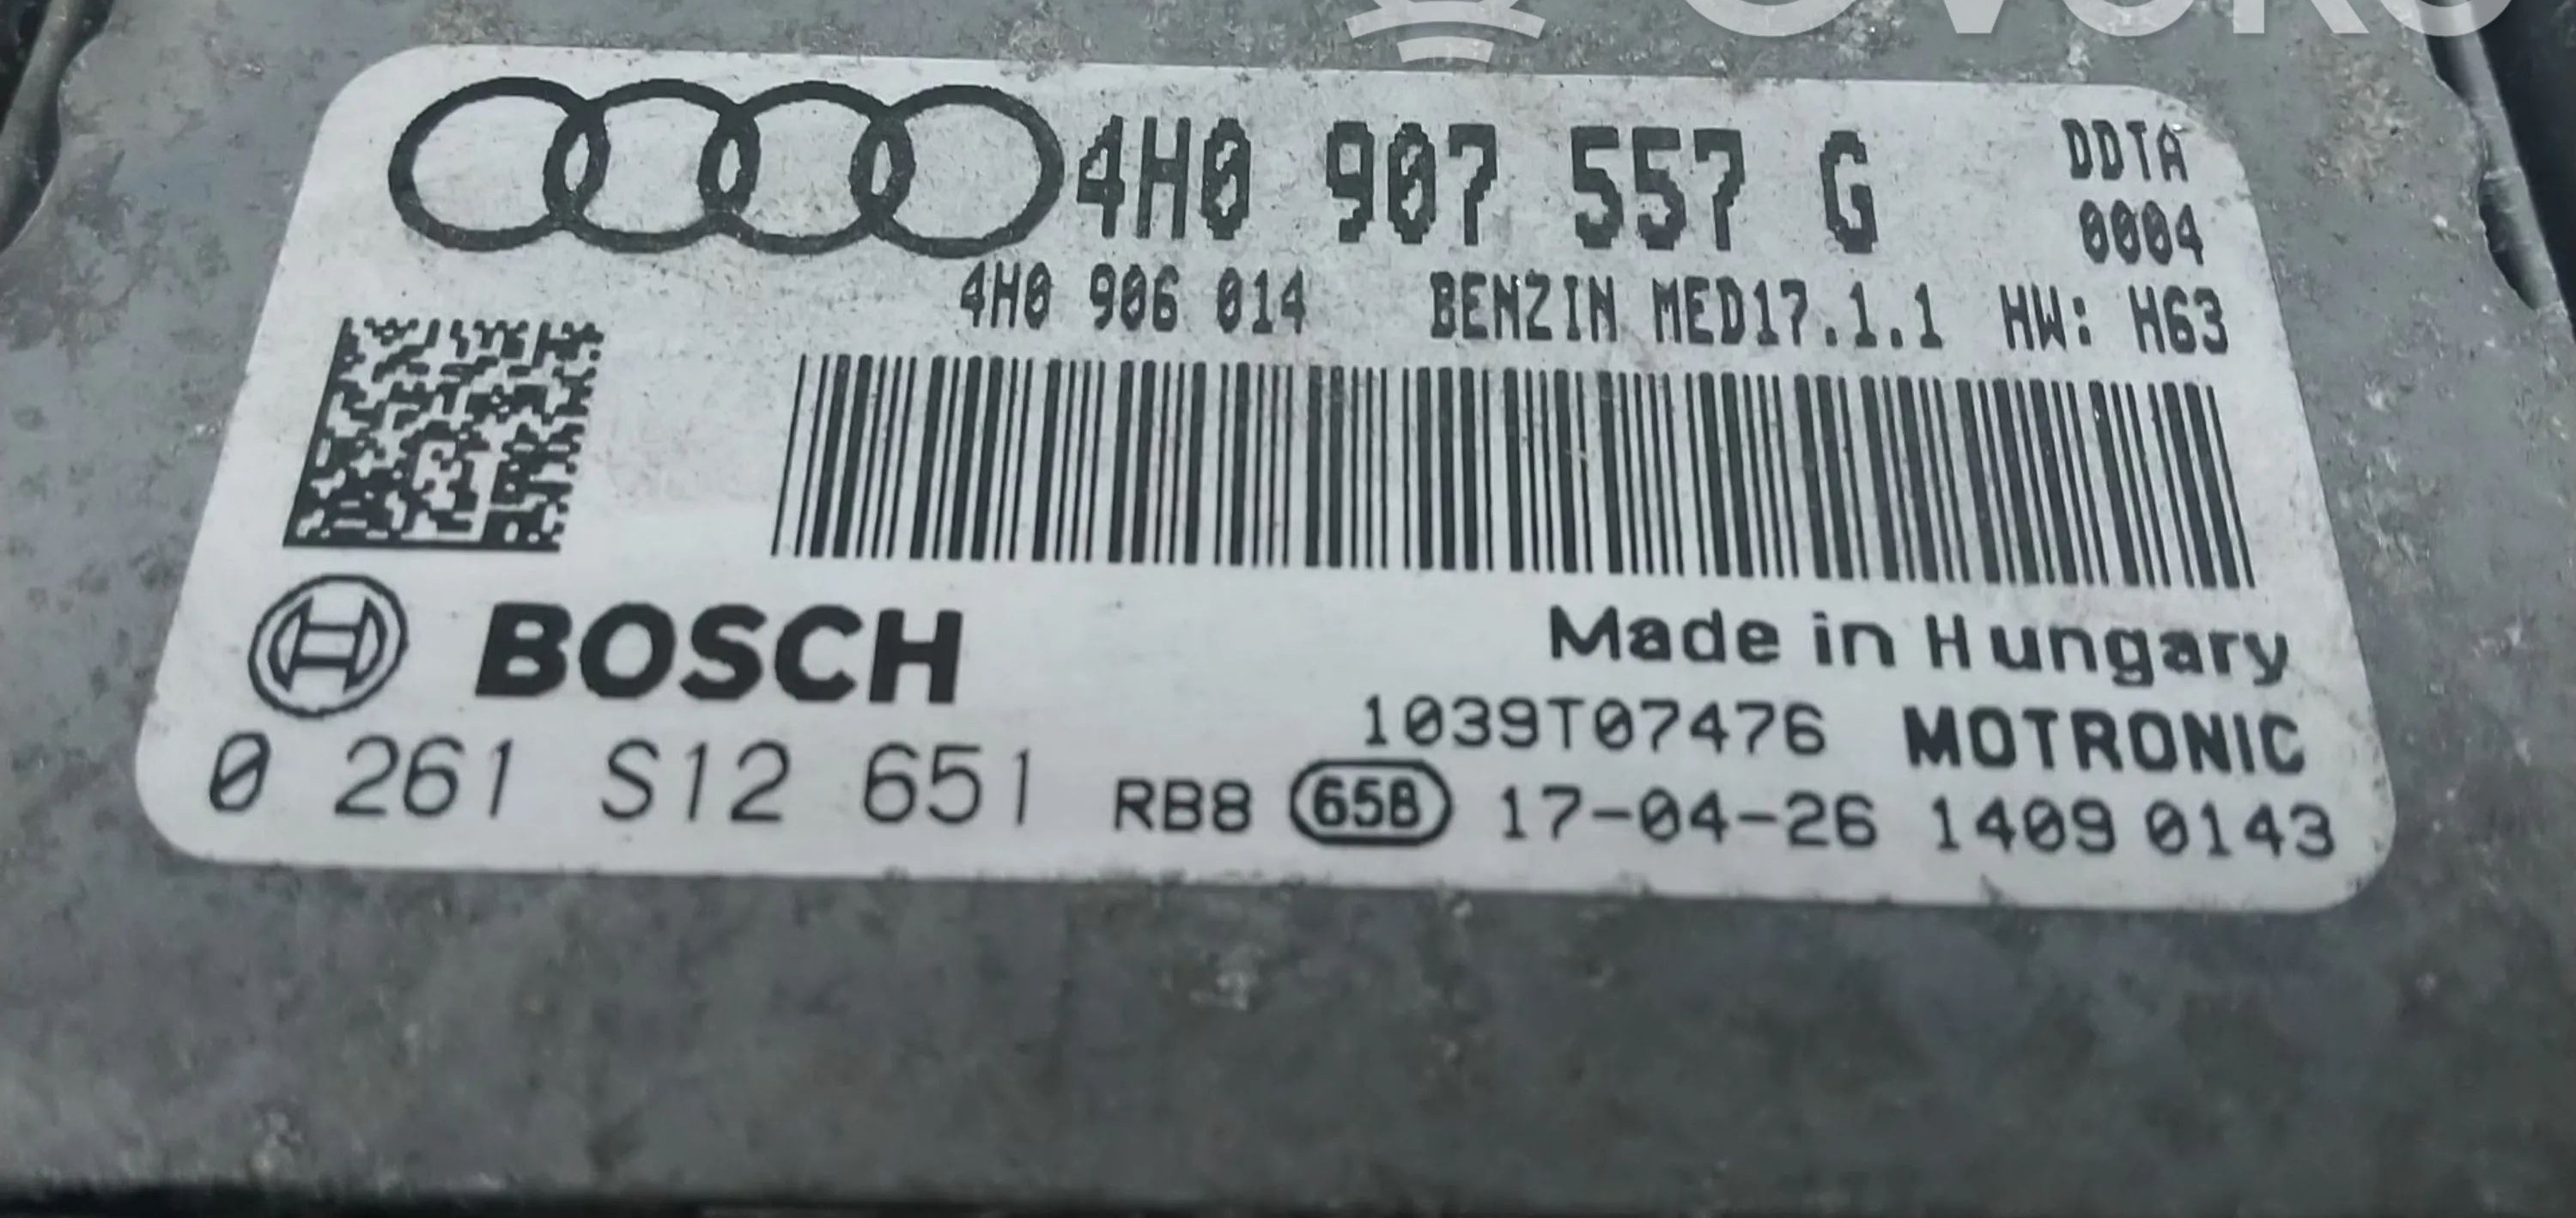 4H0 907 557 G DDTA
0004
4H0 906 014 BENZIN MED17.1.1 HW: H63
BOSCH
Made in Hungary
1039T07476 MOTRONIC
0 261 S12 651 RB8 65B 17-04-26 1409 0143